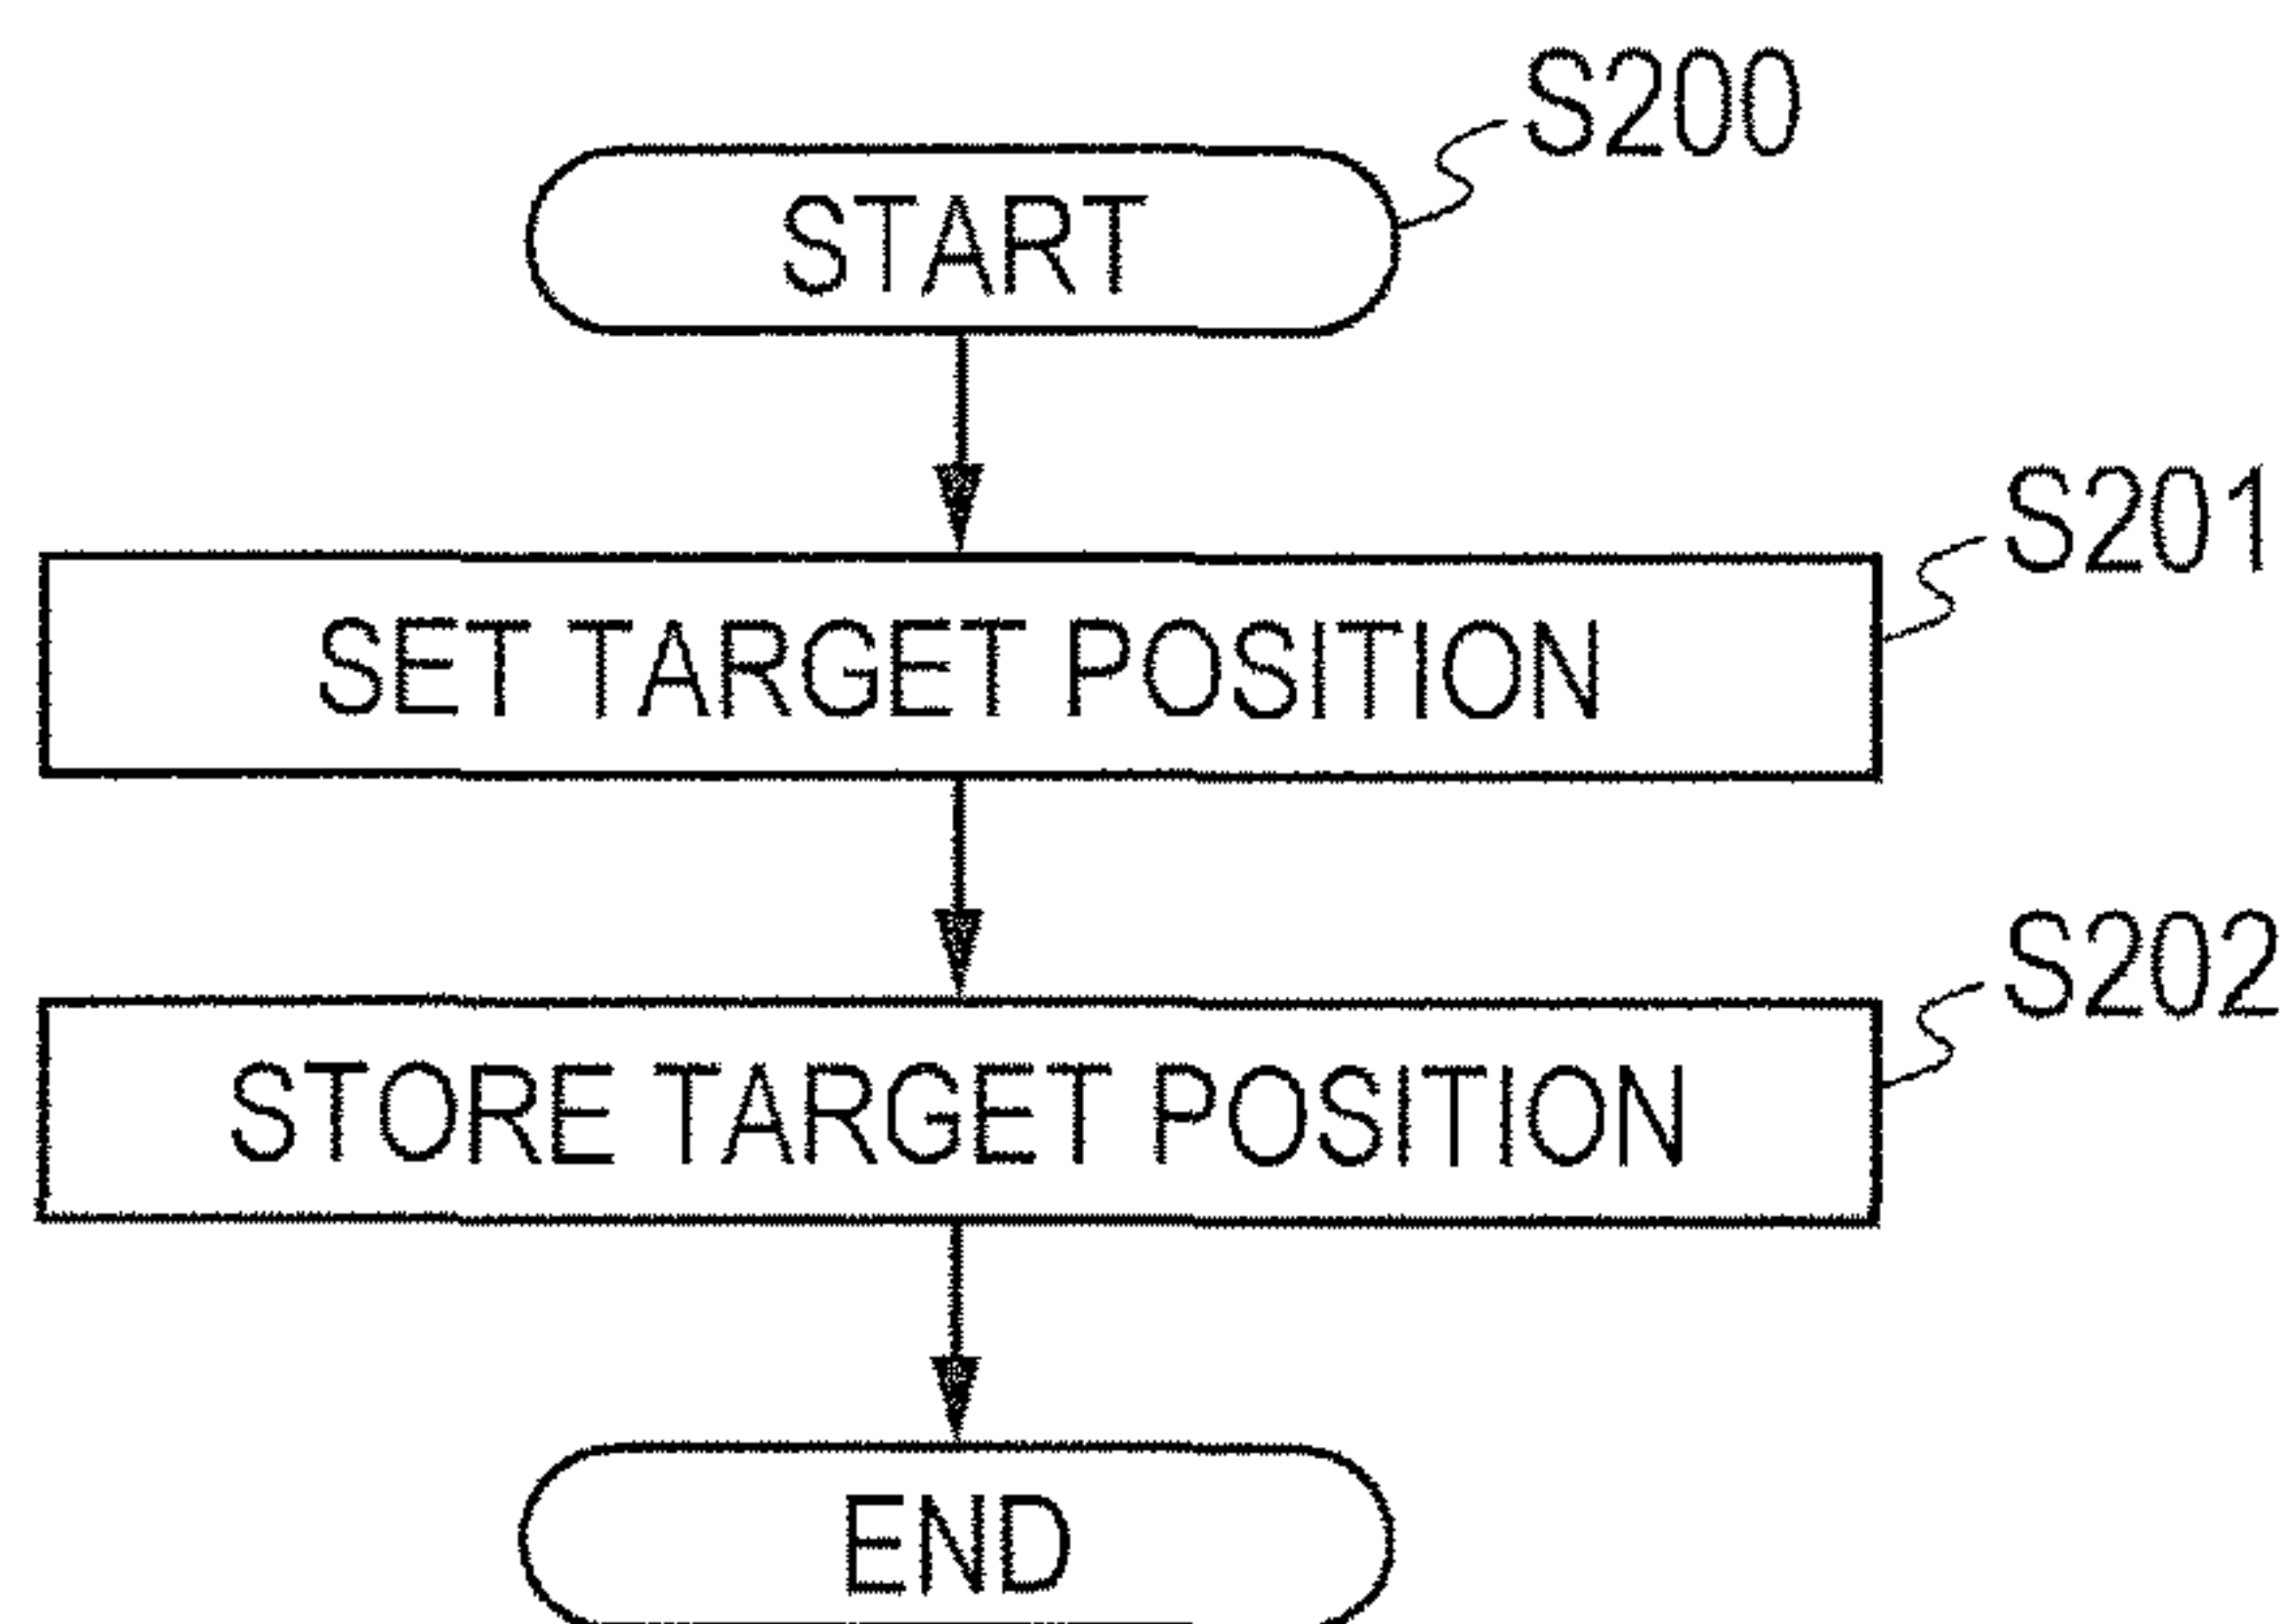 S200
START
S201
SET TARGET POSITION
S202
STORE TARGET POSITION
END